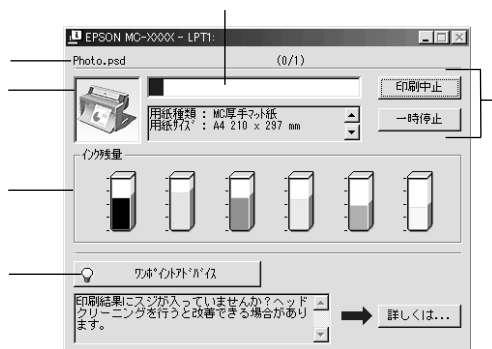 EPSON MC-XXXX - LPT1:
Photo.psd (0/1)
印刷中止
用紙種類 : MC厚手マット紙
用紙サイズ : A4 210 x 297 mm
一時停止
インク残量
ワンポイントアドバイス
印刷結果にスジが入っていませんか?ヘッド
クリーニングを行うと改善できる場合があり
ます。
詳しくは...